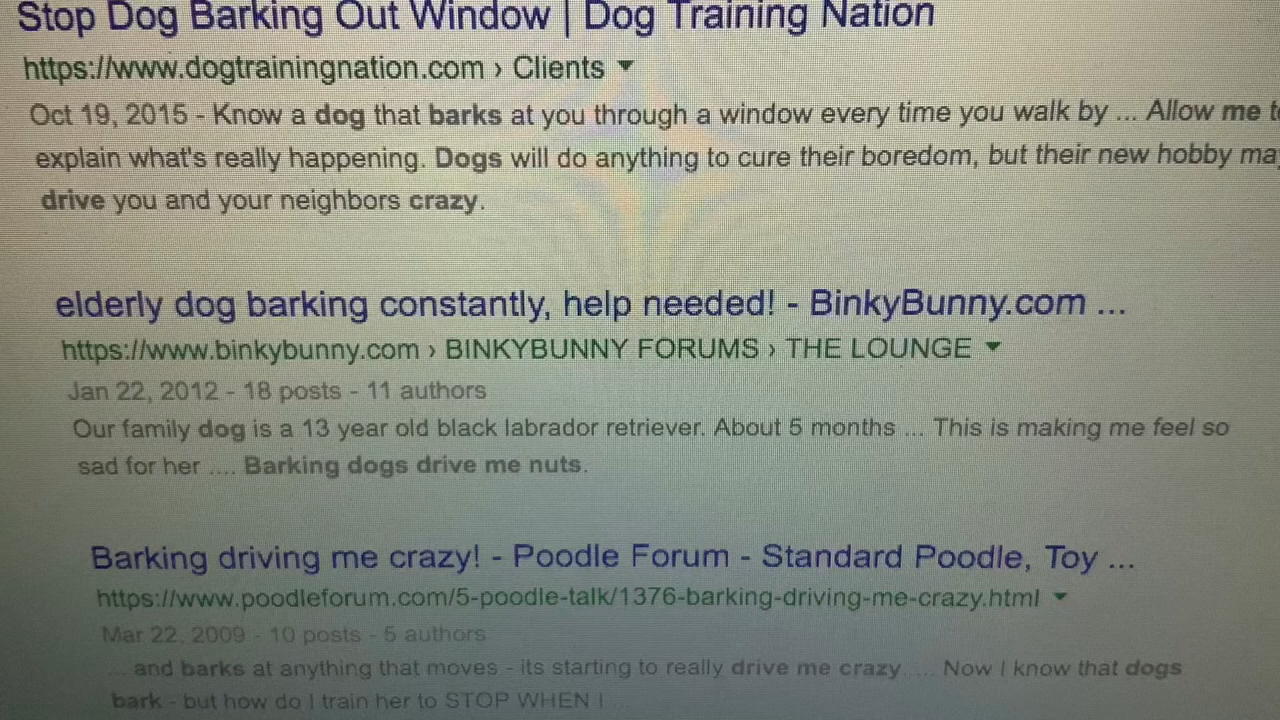 Stop Dog Barking Out Window | Dog Training Nation
https://www.dogtrainingnation.com › Clients ▼
Oct 19, 2015 - Know a dog that barks at you through a window every time you walk by ... Allow me
explain what's really happening. Dogs will do anything to cure their boredom, but their new hobby
drive you and your neighbors crazy.
elderly dog barking constantly, help needed! - BinkyBunny.com ...
https://www.binkybunny.com › BINKYBUNNY FORUMS › THE LOUNGE ▼
Jan 22, 2012 - 18 posts - 11 authors
Our family dog is a 13 year old black labrador retriever. About 5 months ... This is making me feel so
sad for her .... Barking dogs drive me nuts.
Barking driving me crazy! - Poodle Forum - Standard Poodle, Toy ...
https://www.poodleforum.com/5-poodle-talk/1376-barking-driving-me-crazy.html ▼
Mar 22, 2009 - 10 posts - 5 authors
... and barks at anything that moves - its starting to really drive me crazy. ... Now I know that dogs
bark - but how do I train her to STOP WHEN I